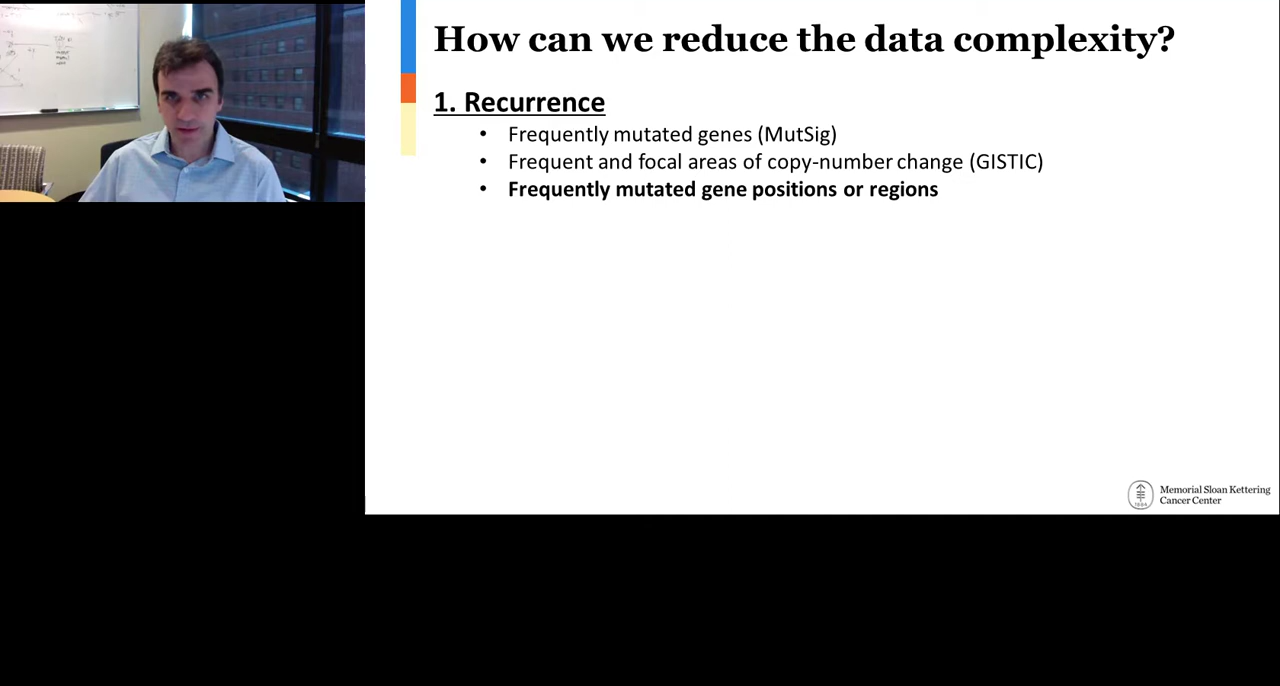 How can we reduce the data complexity?
1. Recurrence
• Frequently mutated genes (MutSig)
• Frequent and focal areas of copy-number change (GISTIC)
• Frequently mutated gene positions or regions
Memorial Sloan Kettering
Cancer Center